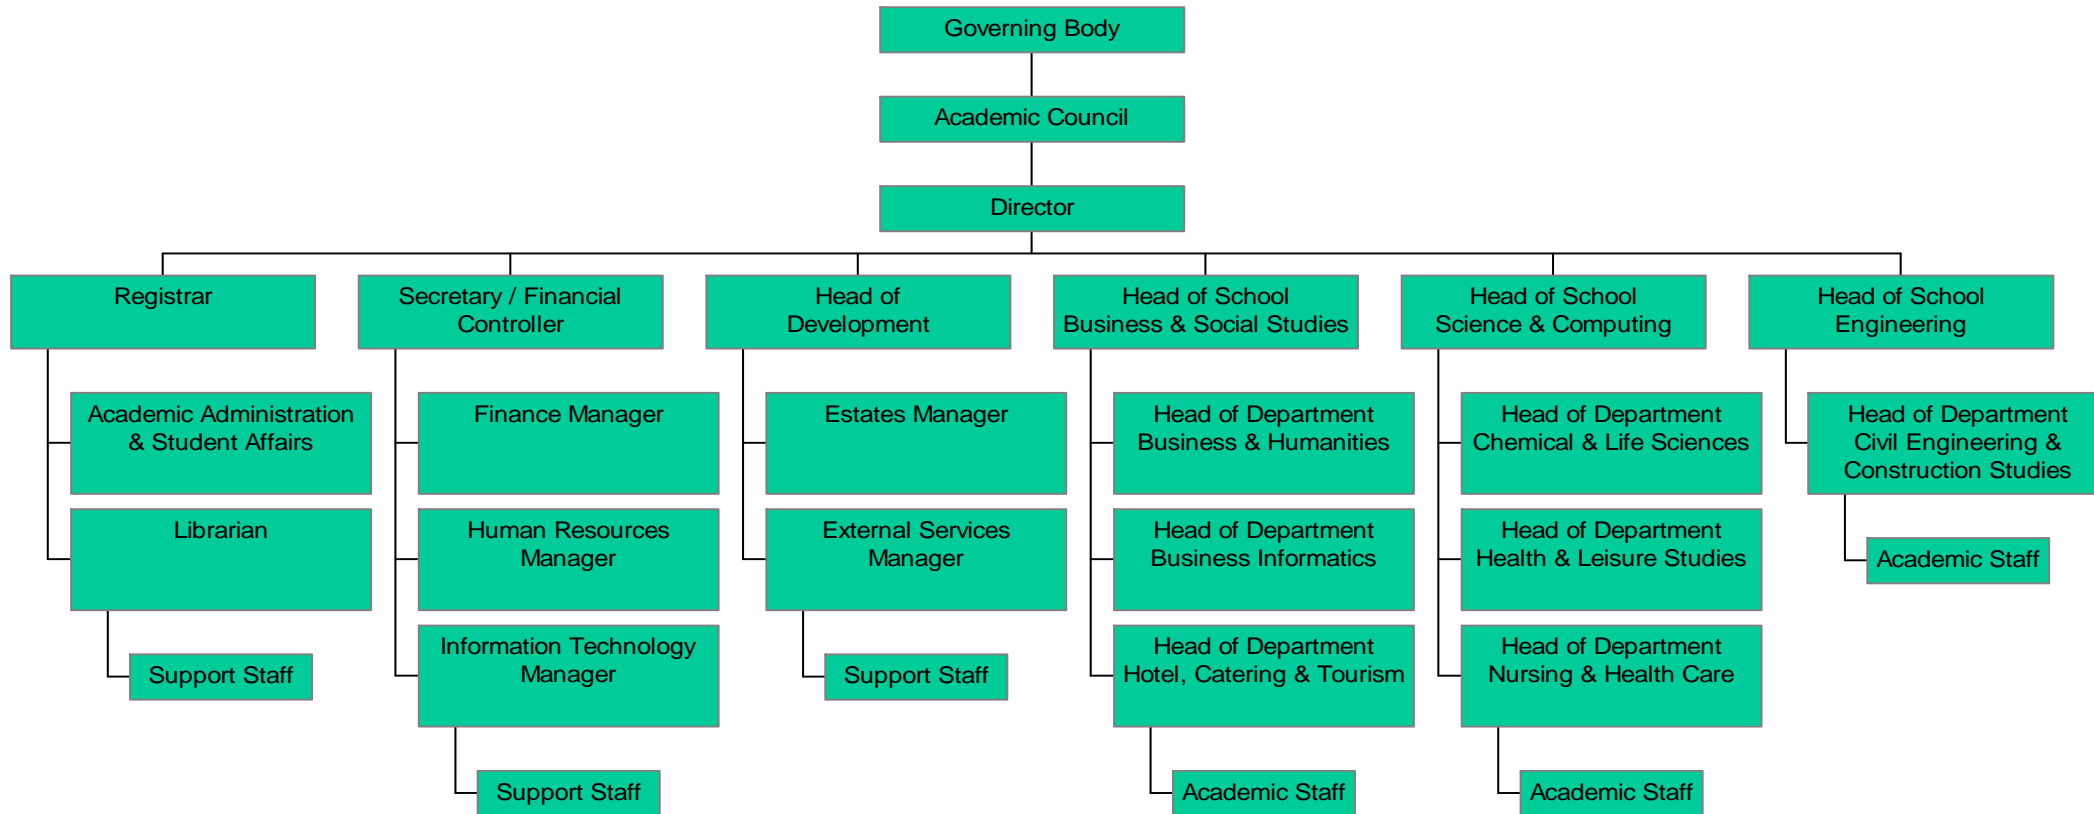 Governing Body
Academic Council
Director
Registrar
Secretary / Financial
Controller
Head of
Development
Head of School
Business & Social Studies
Head of School
Science & Computing
Head of School
Engineering
Academic Administration
& Student Affairs
Finance Manager
Estates Manager
Head of Department
Business & Humanities
Head of Department
Chemical & Life Sciences
Head of Department
Civil Engineering &
Construction Studies
Librarian
Human Resources
Manager
External Services
Manager
Head of Department
Business Informatics
Head of Department
Health & Leisure Studies
Academic Staff
Support Staff
Information Technology
Manager
Support Staff
Head of Department
Hotel, Catering & Tourism
Head of Department
Nursing & Health Care
Support Staff
Academic Staff
Academic Staff